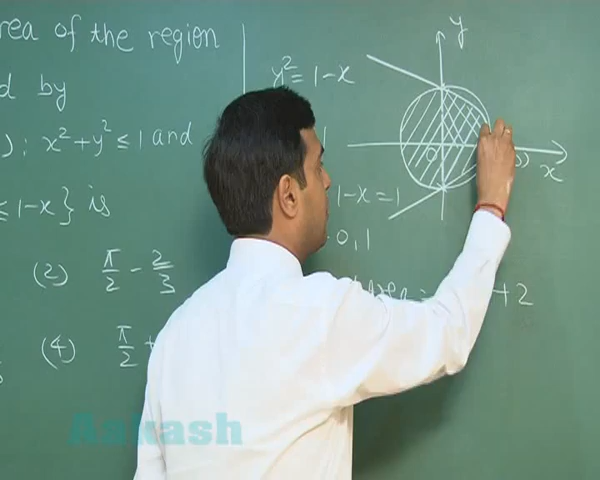 rea of the region
d by
): x² + y² ≤ 1 and
≤ 1-x} is
(2) π/2 - 2/3
(4) π/2 +
y² = 1-x
1-x = 1
0, 1
+ 2
y
x
0
Aakash